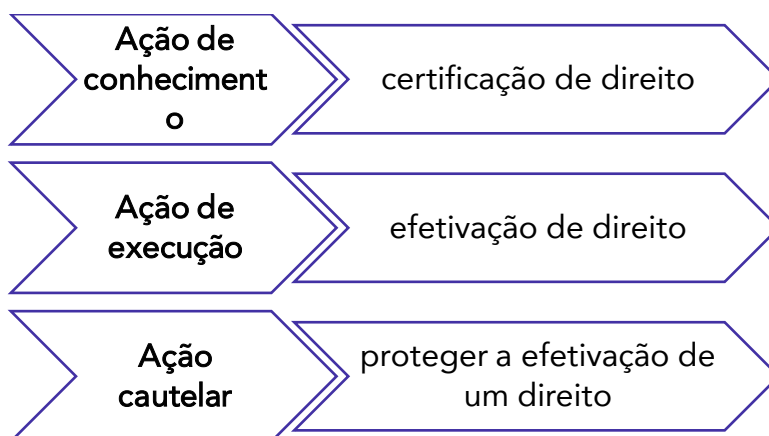 Ação de
conheciment
o
certificação de direito
Ação de
execução
efetivação de direito
Ação
cautelar
proteger a efetivação de
um direito